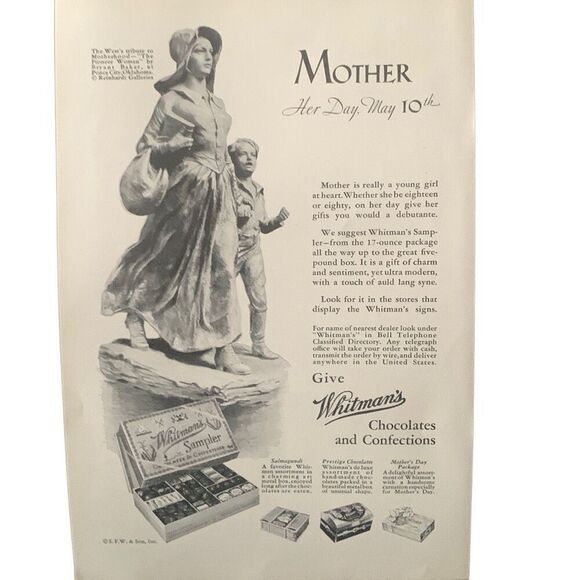 The West's tribute to
Motherhood—"The
Pioneer Woman" by
Bryant Baker, at
Ponca City, Oklahoma.
© Reinhardt Galleries
MOTHER
Her Day, May 10th
Mother is really a young girl
at heart. Whether she be eighteen
or eighty, on her day give her
gifts you would a debutante.
We suggest Whitman's Samp-
ler—from the 17-ounce package
all the way up to the great five-
pound box. It is a gift of charm
and sentiment, yet ultra modern,
with a touch of auld lang syne.
Look for it in the stores that
display the Whitman's signs.
For name of nearest dealer look under
"Whitman's" in Bell Telephone
Classified Directory. Any telegraph
office will take your order with cash,
transmit the order by wire, and deliver
anywhere in the United States.
Give
Whitman's
Chocolates
and Confections
Whitman's
Sampler
Salmagundi
A favorite Whit-
man assortment in
a charming art
metal box, enjoyed
long after the choc-
olates are eaten.
Prestige Chocolates
Whitman's de luxe
assortment of
hand-made choc-
olates packed in a
beautiful metal box
of unusual shape.
Mother's Day
Package
A delightful assort-
ment of Whitman's
with a handsome
carnation especially
for Mother's Day.
© S. F. W. & Son, Inc.